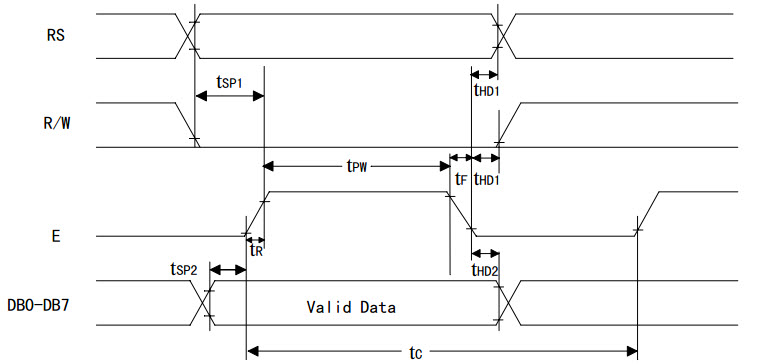 RS
tSP1
tHD1
R/W
tPW
tF
tHD1
E
tR
tSP2
tHD2
DB0-DB7
Valid Data
tC